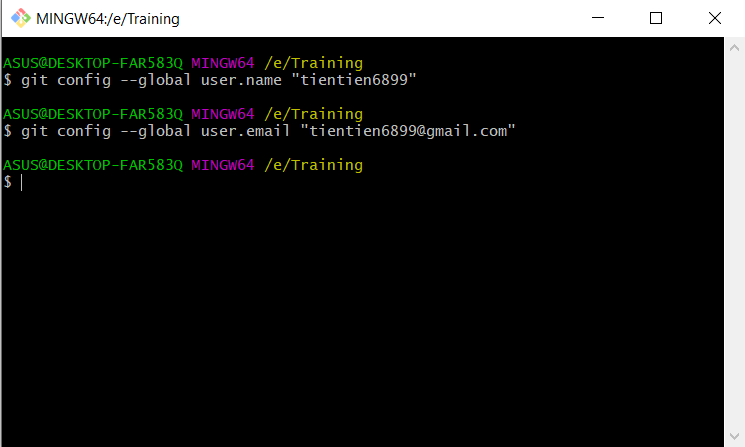 MINGW64:/e/Training
ASUS@DESKTOP-FAR583Q MINGW64 /e/Training
$ git config --global user.name "tientien6899"
ASUS@DESKTOP-FAR583Q MINGW64 /e/Training
$ git config --global user.email "tientien6899@gmail.com"
ASUS@DESKTOP-FAR583Q MINGW64 /e/Training
$